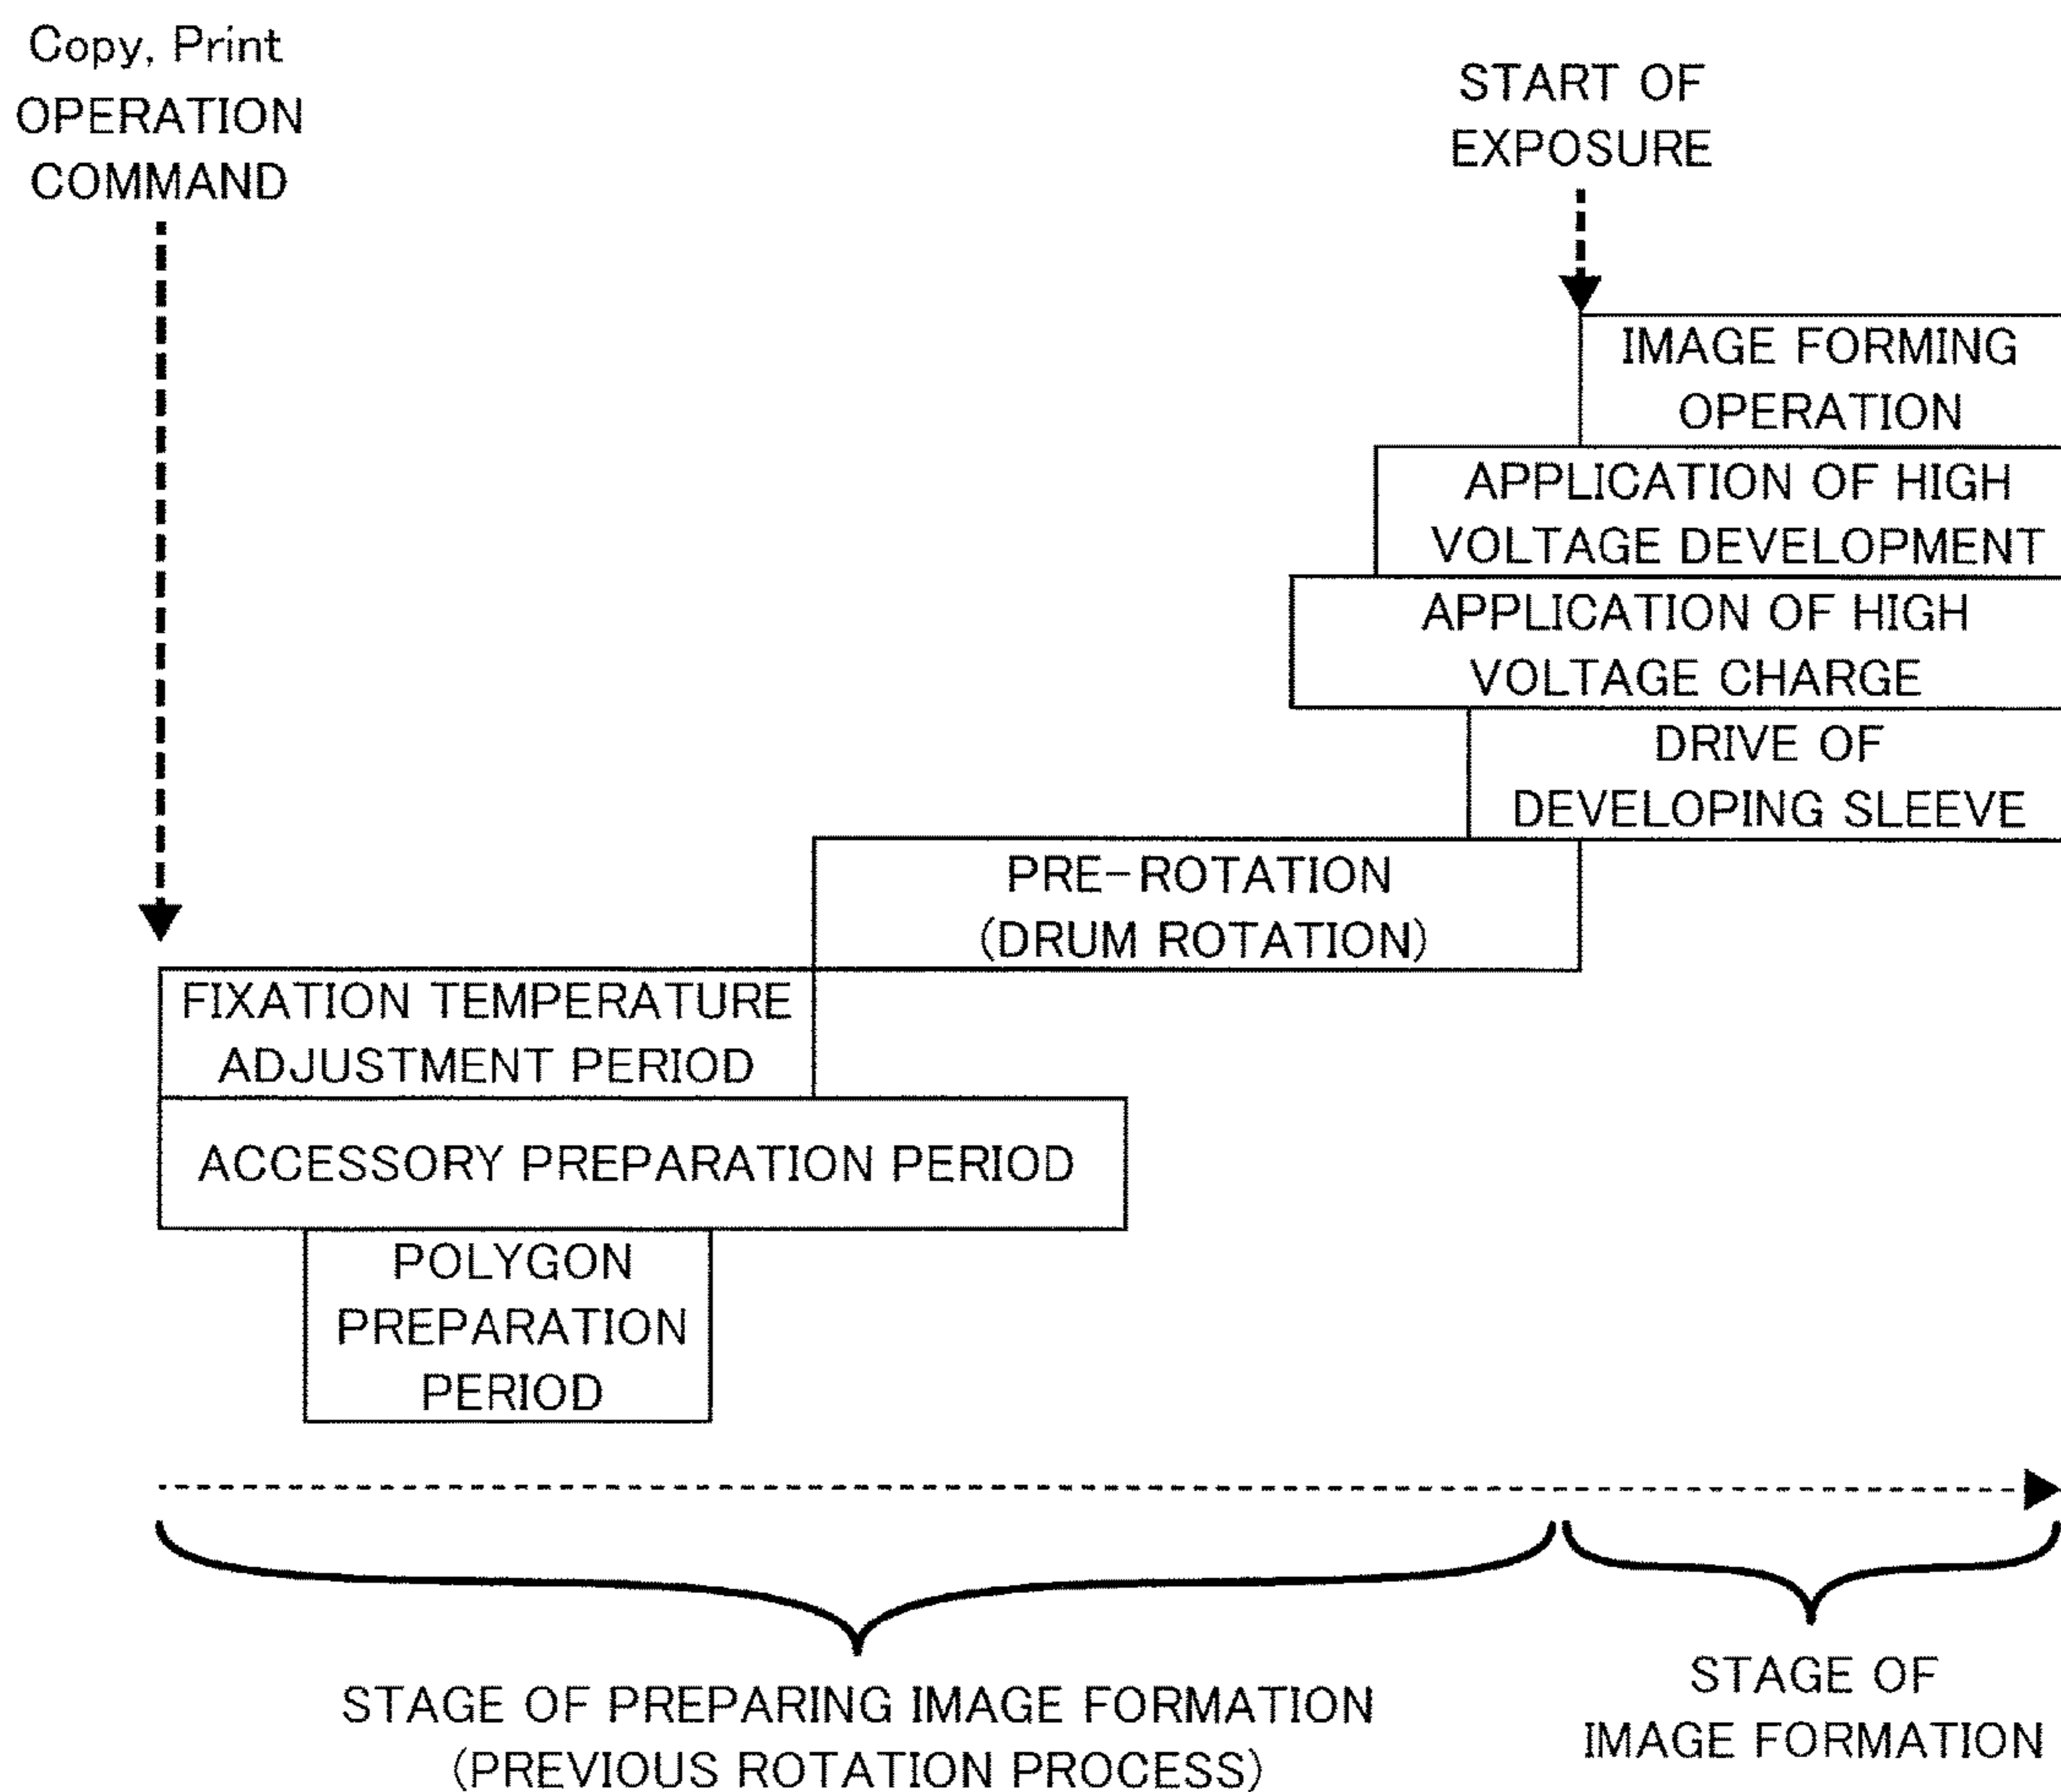 Copy, Print
OPERATION
COMMAND
START OF
EXPOSURE
IMAGE FORMING
OPERATION
APPLICATION OF HIGH
VOLTAGE DEVELOPMENT
APPLICATION OF HIGH
VOLTAGE CHARGE
DRIVE OF
DEVELOPING SLEEVE
PRE-ROTATION
(DRUM ROTATION)
FIXATION TEMPERATURE
ADJUSTMENT PERIOD
ACCESSORY PREPARATION PERIOD
POLYGON
PREPARATION
PERIOD
STAGE OF PREPARING IMAGE FORMATION
(PREVIOUS ROTATION PROCESS)
STAGE OF
IMAGE FORMATION